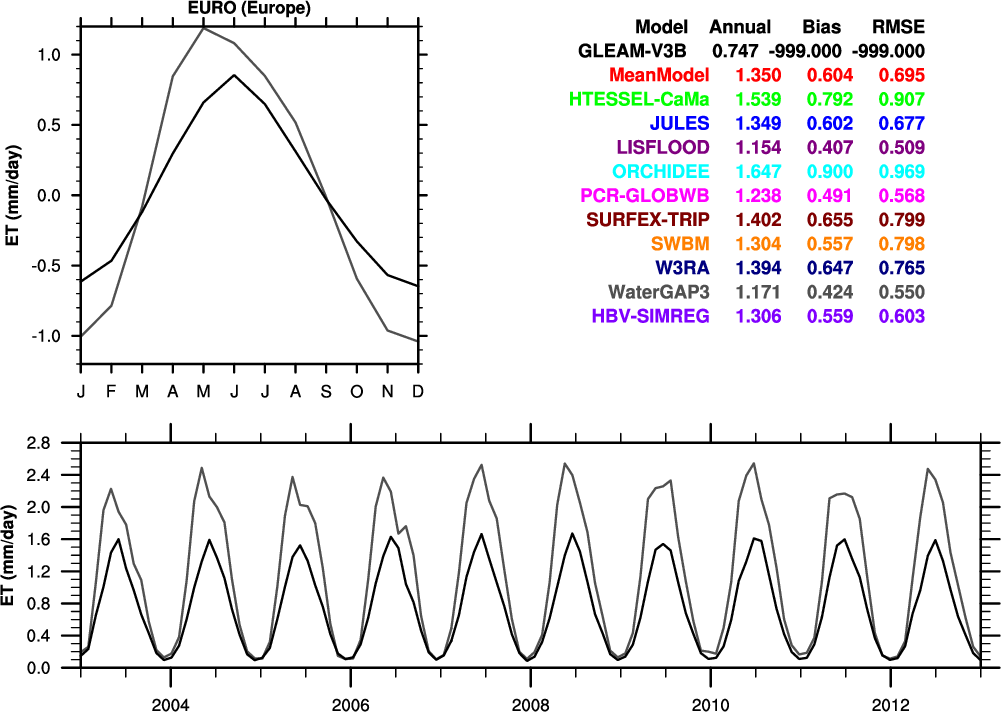 EURO (Europe)
1.0
0.5
0.0
-0.5
-1.0
ET (mm/day)
J F M A M J J A S O N D
Model Annual Bias RMSE
GLEAM-V3B 0.747 -999.000 -999.000
MeanModel 1.350 0.604 0.695
HTESSEL-CaMa 1.539 0.792 0.907
JULES 1.349 0.602 0.677
LISFLOOD 1.154 0.407 0.509
ORCHIDEE 1.647 0.900 0.969
PCR-GLOBWB 1.238 0.491 0.568
SURFEX-TRIP 1.402 0.655 0.799
SWBM 1.304 0.557 0.798
W3RA 1.394 0.647 0.765
WaterGAP3 1.171 0.424 0.550
HBV-SIMREG 1.306 0.559 0.603
2.8
2.4
2.0
1.6
1.2
0.8
0.4
0.0
ET (mm/day)
2004 2006 2008 2010 2012